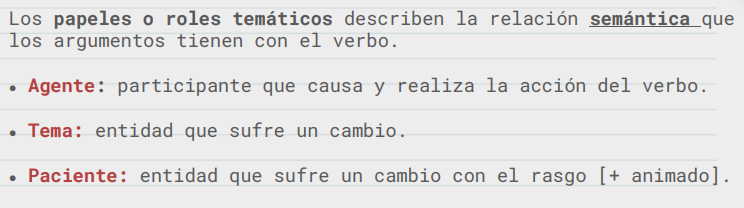 Los papeles o roles temáticos describen la relación semántica que
los argumentos tienen con el verbo.
• Agente: participante que causa y realiza la acción del verbo.
• Tema: entidad que sufre un cambio.
• Paciente: entidad que sufre un cambio con el rasgo [+ animado].